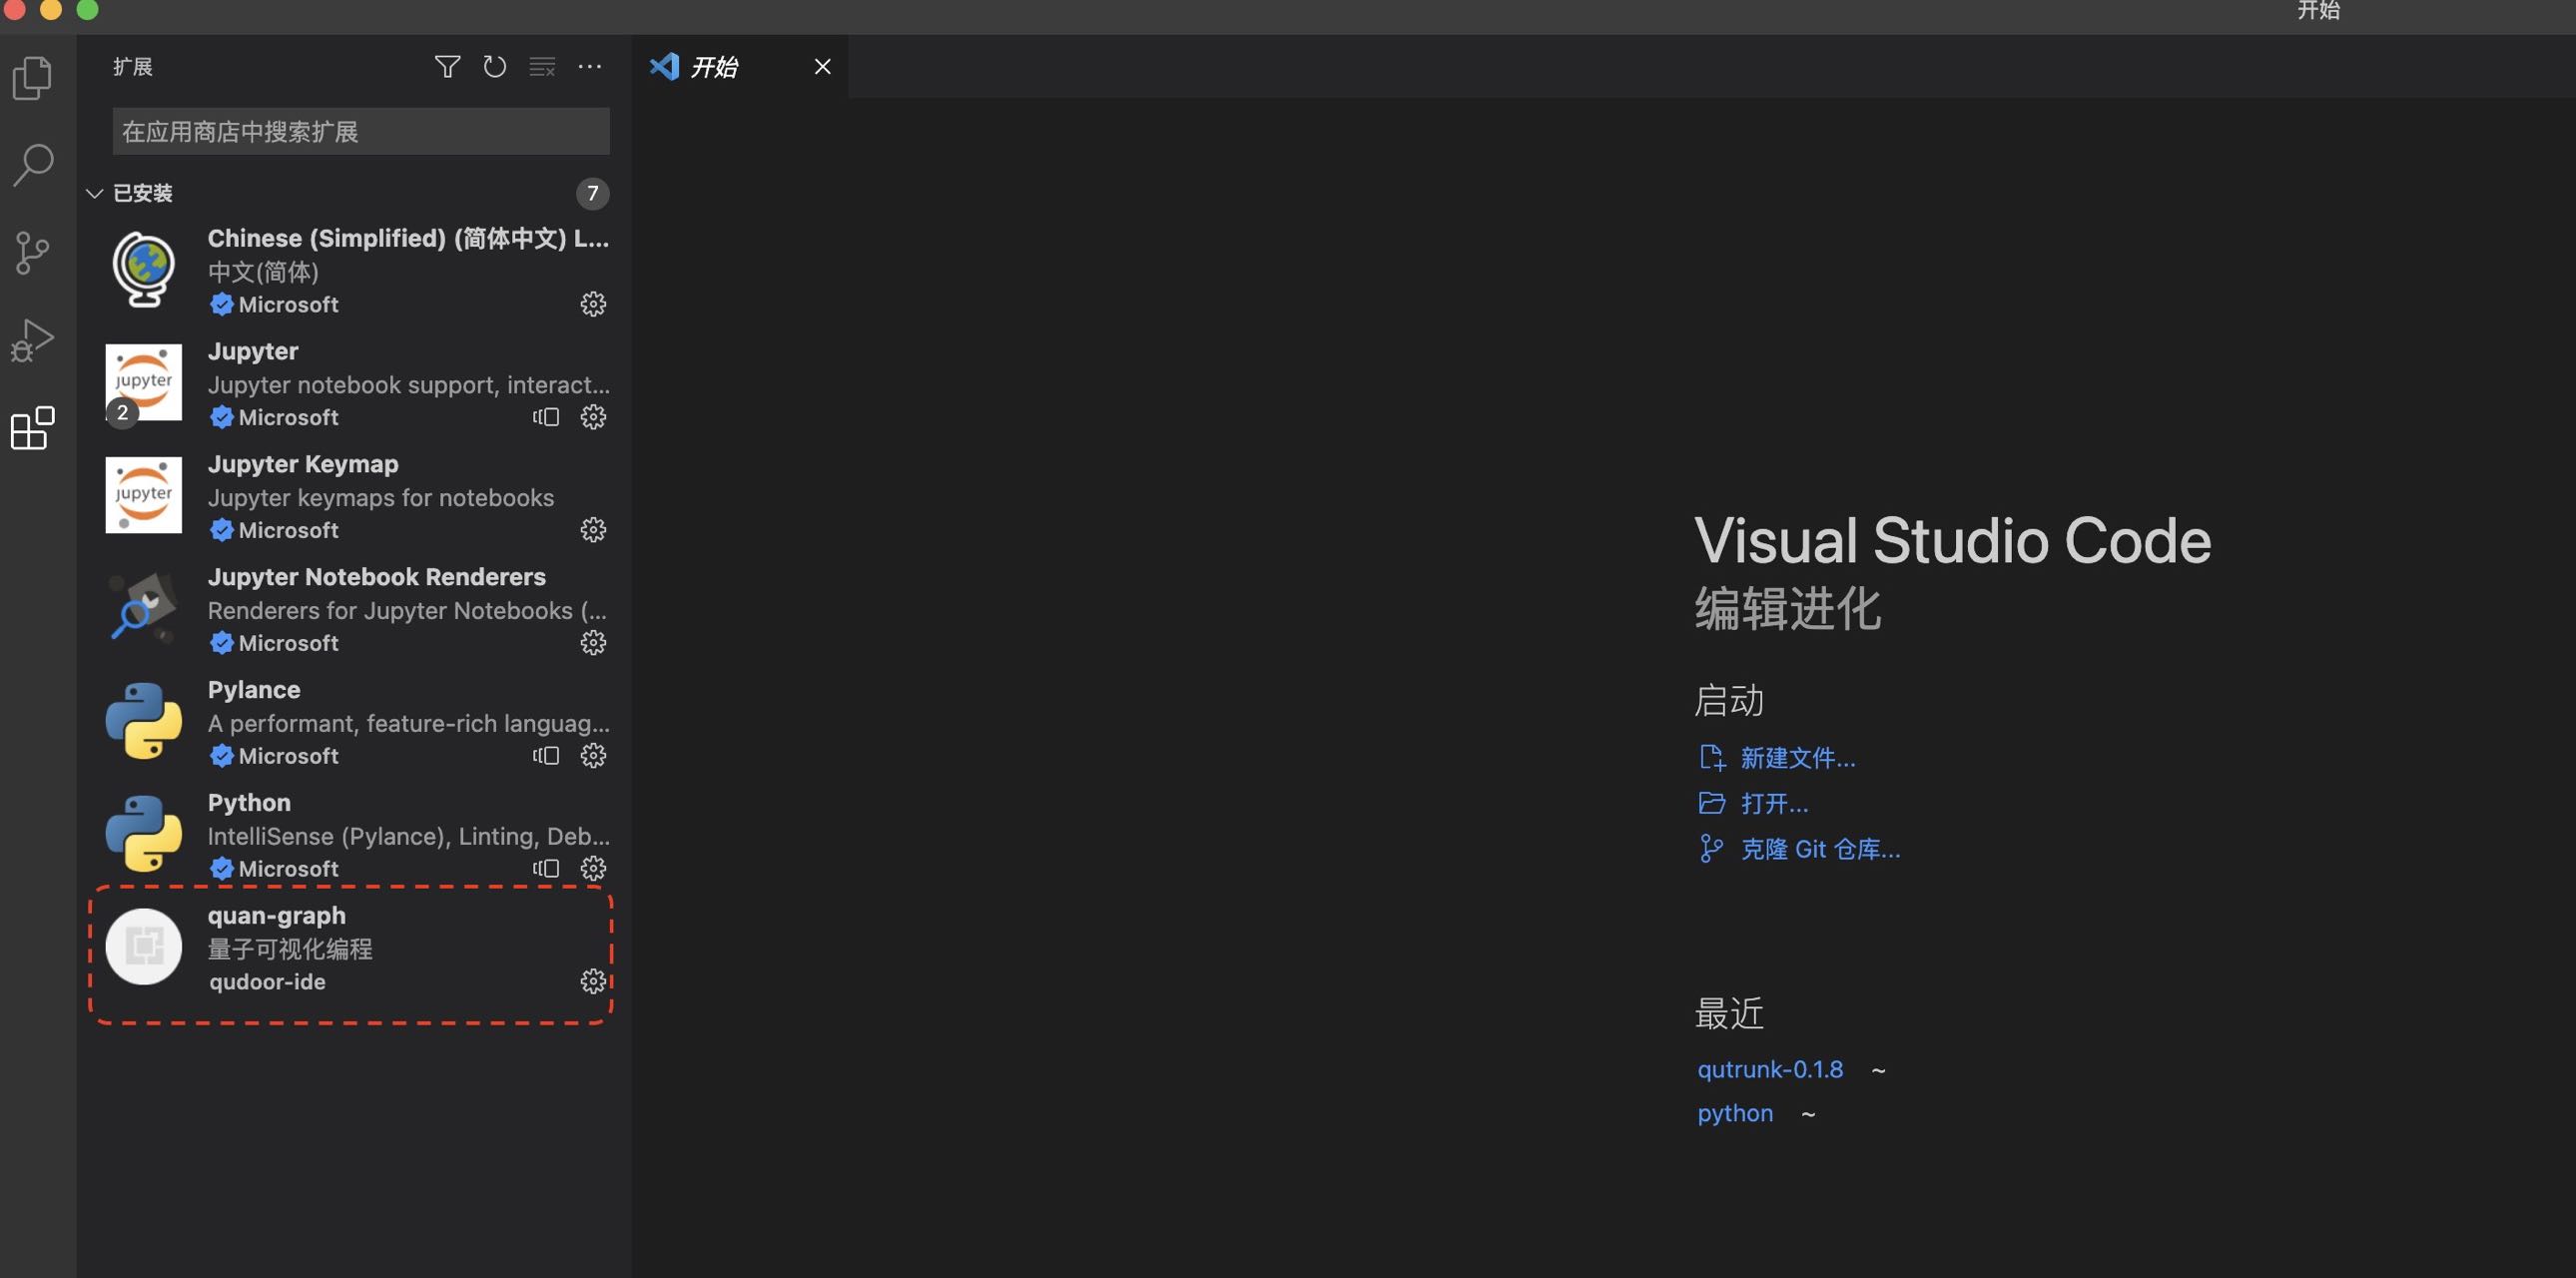 开始
扩展
开始
在应用商店中搜索扩展
已安装
7
Chinese (Simplified) (简体中文) L...
中文(简体)
Microsoft
jupyter
2
Jupyter
Jupyter notebook support, interact...
Microsoft
jupyter
Jupyter Keymap
Jupyter keymaps for notebooks
Microsoft
Jupyter Notebook Renderers
Renderers for Jupyter Notebooks (...
Microsoft
Pylance
A performant, feature-rich languag...
Microsoft
Python
IntelliSense (Pylance), Linting, Deb...
Microsoft
quan-graph
量子可视化编程
qudoor-ide
Visual Studio Code
编辑进化
启动
新建文件...
打开...
克隆 Git 仓库...
最近
qutrunk-0.1.8 ~
python ~